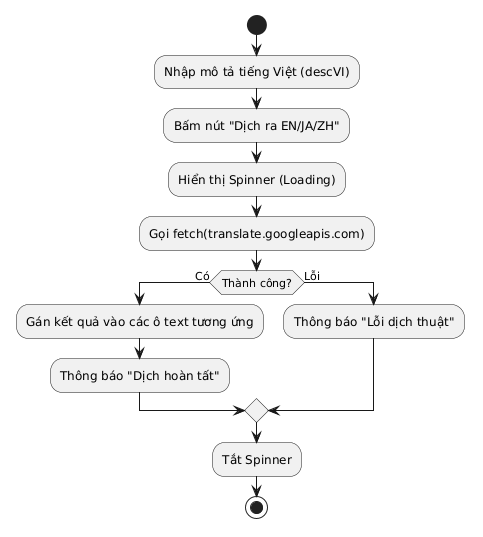 Nhập mô tả tiếng Việt (descVI)
Bấm nút "Dịch ra EN/JA/ZH"
Hiển thị Spinner (Loading)
Gọi fetch(translate.googleapis.com)
Có
Thành công?
Lỗi
Gán kết quả vào các ô text tương ứng
Thông báo "Lỗi dịch thuật"
Thông báo "Dịch hoàn tất"
Tắt Spinner